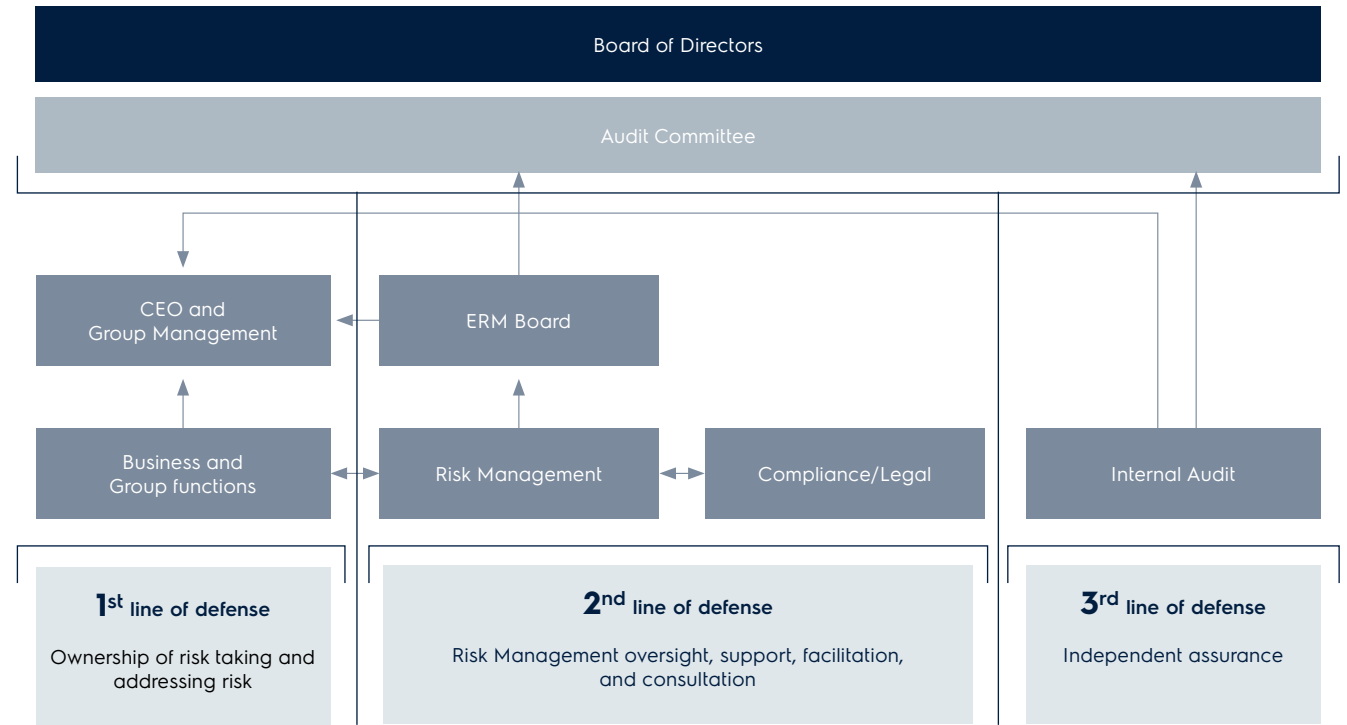 Board of Directors
Audit Committee
CEO and
Group Management
ERM Board
Business and
Group functions
Risk Management
Compliance/Legal
Internal Audit
1st line of defense
Ownership of risk taking and
addressing risk
2nd line of defense
Risk Management oversight, support, facilitation,
and consultation
3rd line of defense
Independent assurance